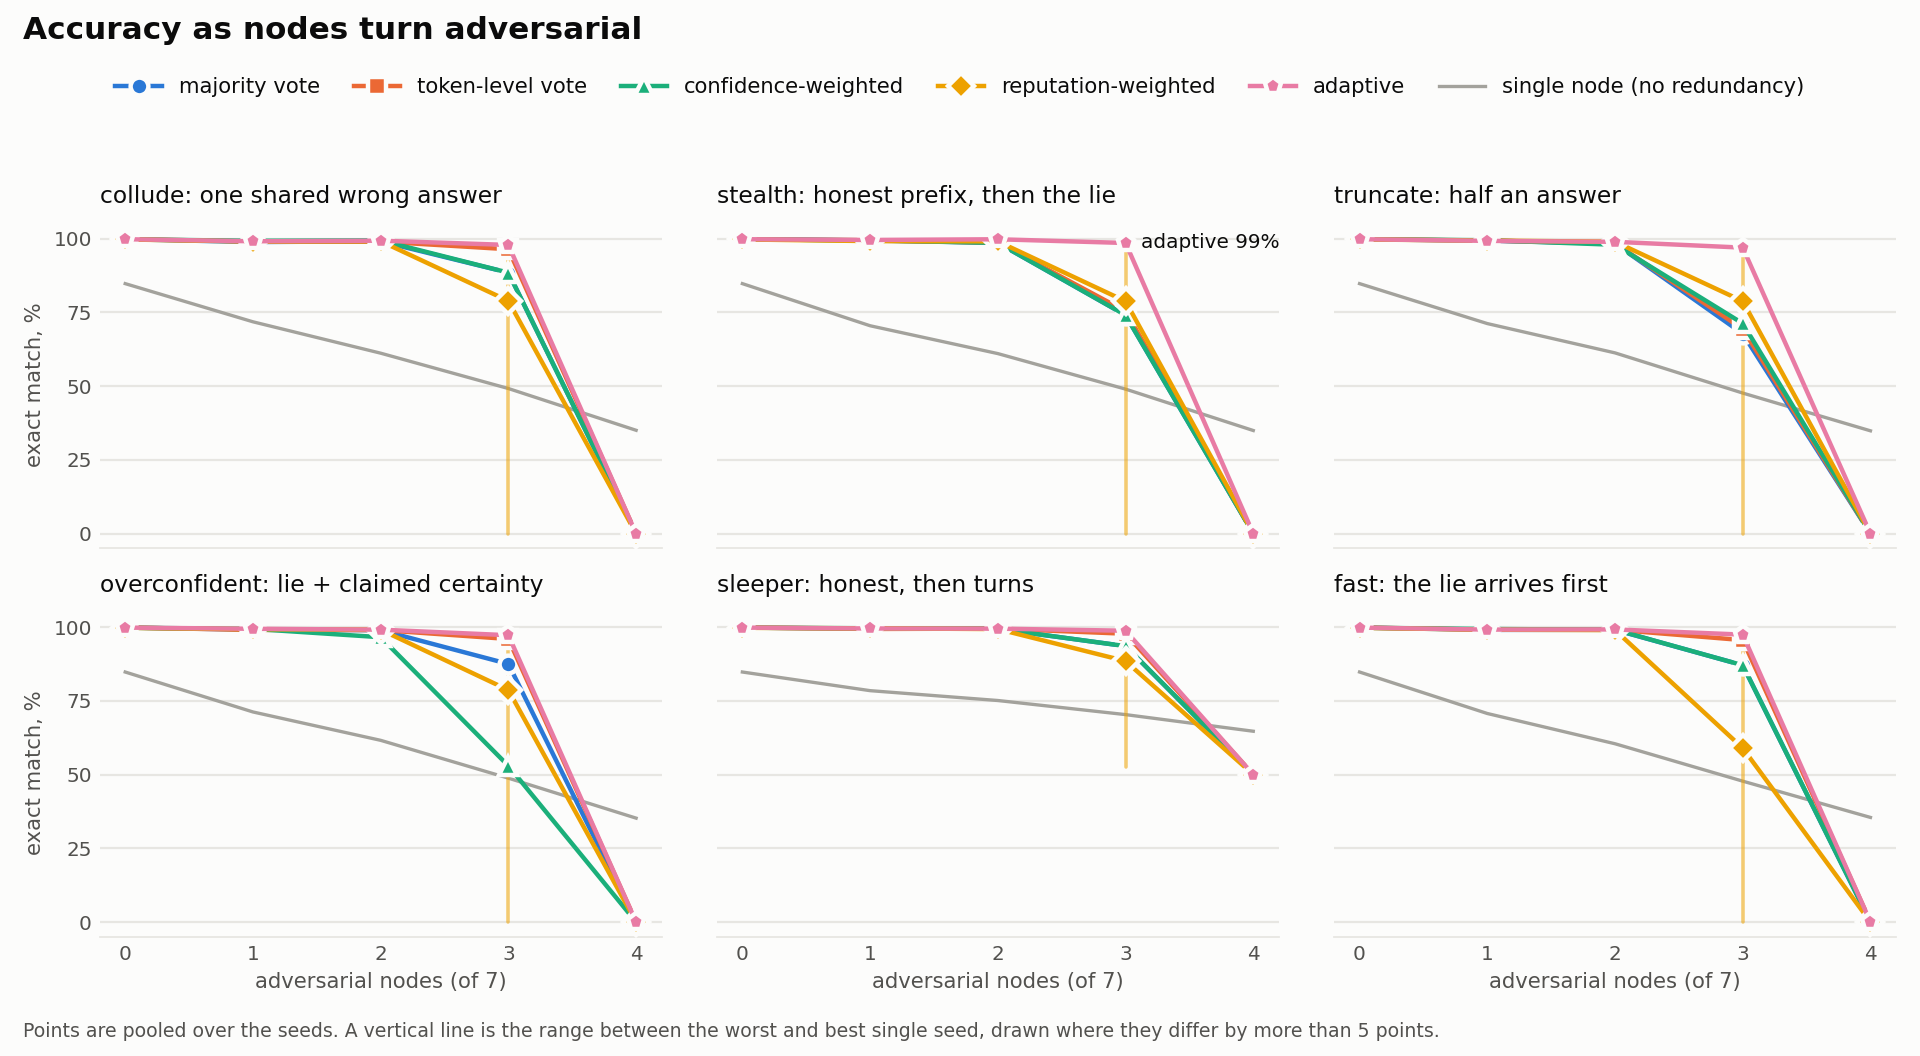 Accuracy as nodes turn adversarial
majority vote token-level vote confidence-weighted reputation-weighted adaptive single node (no redundancy)
collude: one shared wrong answer
stealth: honest prefix, then the lie
truncate: half an answer
exact match, %
100
75
50
25
0
adaptive 99%
overconfident: lie + claimed certainty
sleeper: honest, then turns
fast: the lie arrives first
exact match, %
100
75
50
25
0
0 1 2 3 4
adversarial nodes (of 7)
0 1 2 3 4
adversarial nodes (of 7)
0 1 2 3 4
adversarial nodes (of 7)
Points are pooled over the seeds. A vertical line is the range between the worst and best single seed, drawn where they differ by more than 5 points.